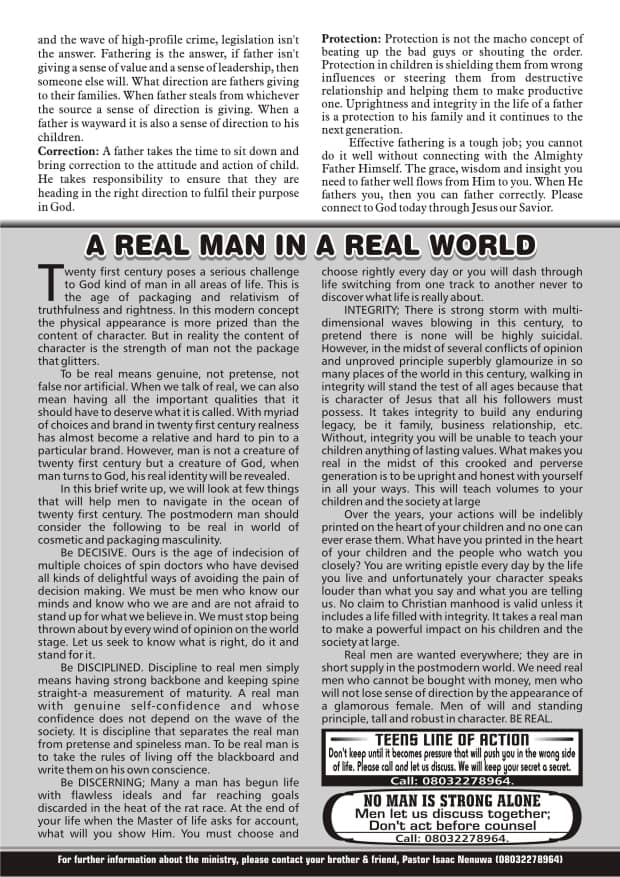 and the wave of high-profile crime, legislation isn't
the answer. Fathering is the answer, if father isn't
giving a sense of value and a sense of leadership, then
someone else will. What direction are fathers giving
to their families. When father steals from whichever
the source a sense of direction is giving. When a
father is wayward it is also a sense of direction to his
children.
Correction: A father takes the time to sit down and
bring correction to the attitude and action of child.
He takes responsibility to ensure that they are
heading in the right direction to fulfil their purpose
in God.
Protection: Protection is not the macho concept of
beating up the bad guys or shouting the order.
Protection in children is shielding them from wrong
influences or steering them from destructive
relationship and helping them to make productive
one. Uprightness and integrity in the life of a father
is a protection to his family and it continues to the
next generation.
Effective fathering is a tough job; you cannot
do it well without connecting with the Almighty
Father Himself. The grace, wisdom and insight you
need to father well flows from Him to you. When He
fathers you, then you can father correctly. Please
connect to God today through Jesus our Savior.
A REAL MAN IN A REAL WORLD
Twenty first century poses a serious challenge
to God kind of man in all areas of life. This is
the age of packaging and relativism of
truthfulness and rightness. In this modern concept
the physical appearance is more prized than the
content of character. But in reality the content of
character is the strength of man not the package
that glitters.
To be real means genuine, not pretense, not
false nor artificial. When we talk of real, we can also
mean having all the important qualities that it
should have to deserve what it is called. With myriad
of choices and brand in twenty first century realness
has almost become a relative and hard to pin to a
particular brand. However, man is not a creature of
twenty first century but a creature of God, when
man turns to God, his real identity will be revealed.
In this brief write up, we will look at few things
that will help men to navigate in the ocean of
twenty first century. The postmodern man should
consider the following to be real in world of
cosmetic and packaging masculinity.
Be DECISIVE. Ours is the age of indecision of
multiple choices of spin doctors who have devised
all kinds of delightful ways of avoiding the pain of
decision making. We must be men who know our
minds and know who we are and are not afraid to
stand up for what we believe in. We must stop being
thrown about by every wind of opinion on the world
stage. Let us seek to know what is right, do it and
stand for it.
Be DISCIPLINED. Discipline to real men simply
means having strong backbone and keeping spine
straight-a measurement of maturity. A real man
with genuine self-confidence and whose
confidence does not depend on the wave of the
society. It is discipline that separates the real man
from pretense and spineless man. To be real man is
to take the rules of living off the blackboard and
write them on his own conscience.
Be DISCERNING; Many a man has begun life
with flawless ideals and far reaching goals
discarded in the heat of the rat race. At the end of
your life when the Master of life asks for account,
what will you show Him. You must choose and
choose rightly every day or you will dash through
life switching from one track to another never to
discover what life is really about.
INTEGRITY; There is strong storm with multi-
dimensional waves blowing in this century, to
pretend there is none will be highly suicidal.
However, in the midst of several conflicts of opinion
and unproved principle superbly glamourize in so
many places of the world in this century, walking in
integrity will stand the test of all ages because that
is character of Jesus that all his followers must
possess. It takes integrity to build any enduring
legacy, be it family, business relationship, etc.
Without, integrity you will be unable to teach your
children anything of lasting values. What makes you
real in the midst of this crooked and perverse
generation is to be upright and honest with yourself
in all your ways. This will teach volumes to your
children and the society at large
Over the years, your actions will be indelibly
printed on the heart of your children and no one can
ever erase them. What have you printed in the heart
of your children and the people who watch you
closely? You are writing epistle every day by the life
you live and unfortunately your character speaks
louder than what you say and what you are telling
us. No claim to Christian manhood is valid unless it
includes a life filled with integrity. It takes a real man
to make a powerful impact on his children and the
society at large.
Real men are wanted everywhere; they are in
short supply in the postmodern world. We need real
men who cannot be bought with money, men who
will not lose sense of direction by the appearance of
a glamorous female. Men of will and standing
principle, tall and robust in character. BE REAL.
TEENS LINE OF ACTION
Don't keep until it becomes pressure that will push you in the wrong side
of life. Please call and let us discuss. We will keep your secret a secret.
Call: 08032278964.
NO MAN IS STRONG ALONE
Men let us discuss together;
Don't act before counsel
Call: 08032278964.
For further information about the ministry, please contact your brother & friend, Pastor Isaac Nenuwa (08032278964)